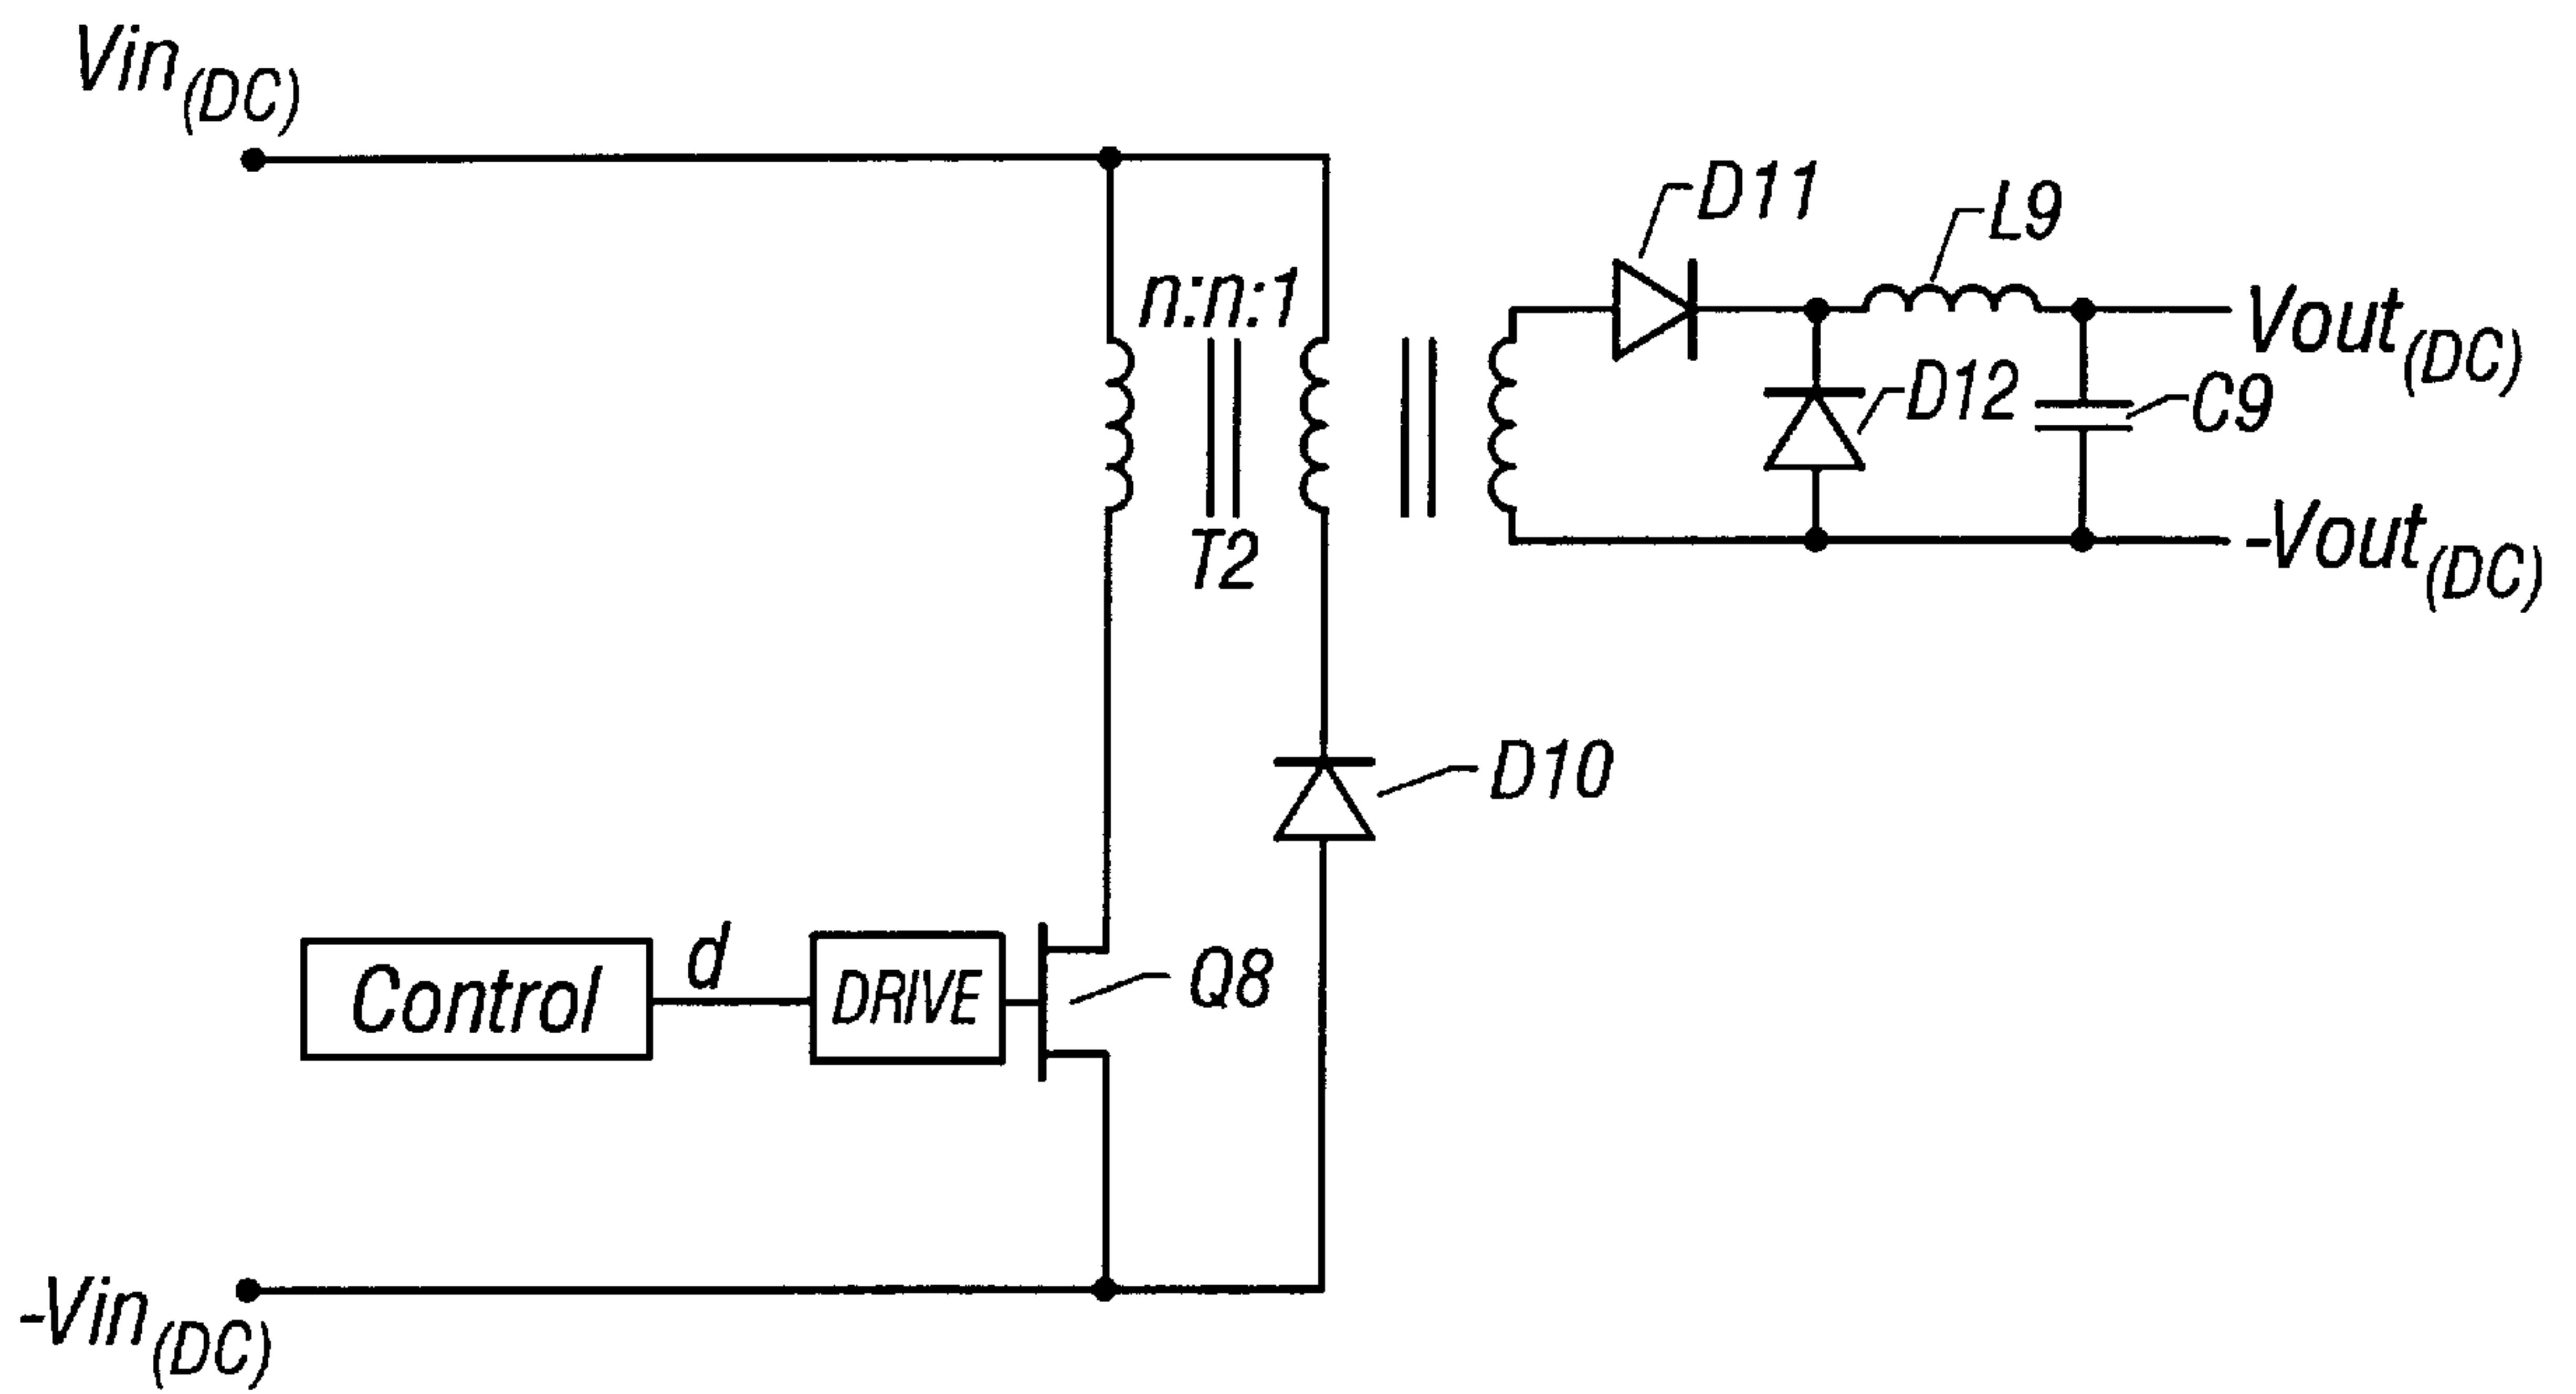 Vin(DC)
D11
L9
n:n:1
Vout(DC)
D12
C9
T2
-Vout(DC)
D10
d
Control
DRIVE
Q8
-Vin(DC)